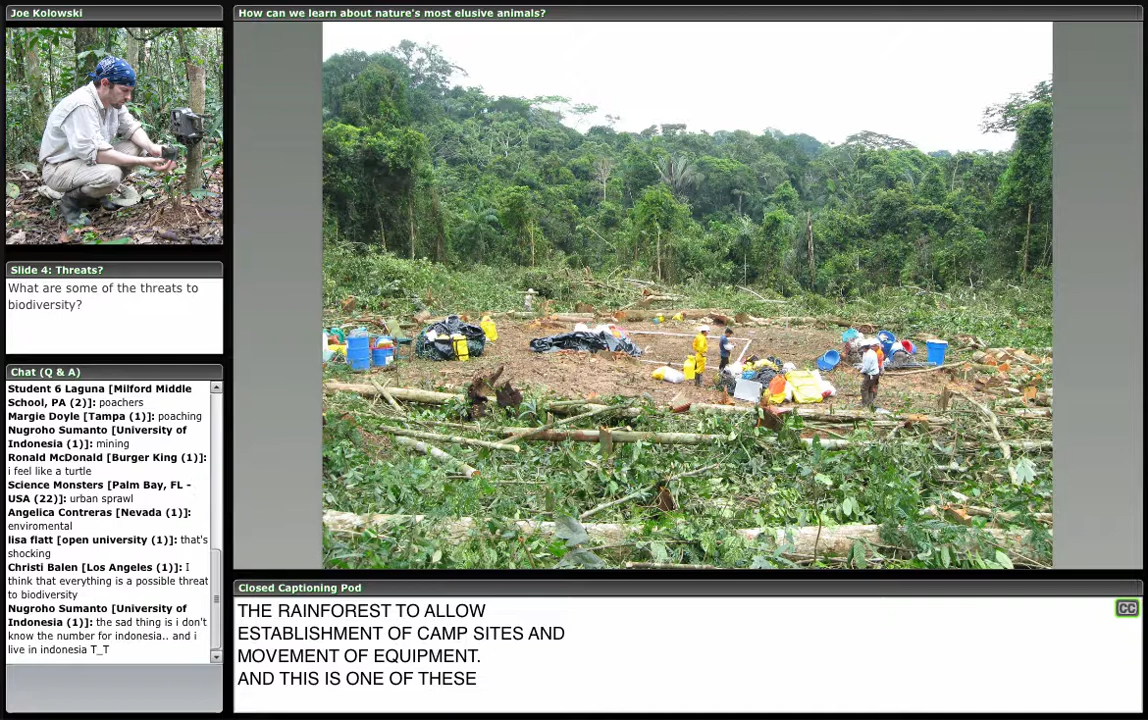 Joe Kolowski
How can we learn about nature's most elusive animals?
Slide 4: Threats?
What are some of the threats to
biodiversity?
Chat (Q & A)
Student 6 Laguna [Milford Middle
School, PA (2)]: poachers
Margie Doyle [Tampa (1)]: poaching
Nugroho Sumanto [University of
Indonesia (1)]: mining
Ronald McDonald [Burger King (1)]:
i feel like a turtle
Science Monsters [Palm Bay, FL -
USA (22)]: urban sprawl
Angelica Contreras [Nevada (1)]:
enviromental
lisa flatt [open university (1)]: that's
shocking
Christi Balen [Los Angeles (1)]: I
think that everything is a possible threat
to biodiversity
Nugroho Sumanto [University of
Indonesia (1)]: the sad thing is i don't
know the number for indonesia.. and i
live in indonesia T_T
Closed Captioning Pod
THE RAINFOREST TO ALLOW
ESTABLISHMENT OF CAMP SITES AND
MOVEMENT OF EQUIPMENT.
AND THIS IS ONE OF THESE
CC